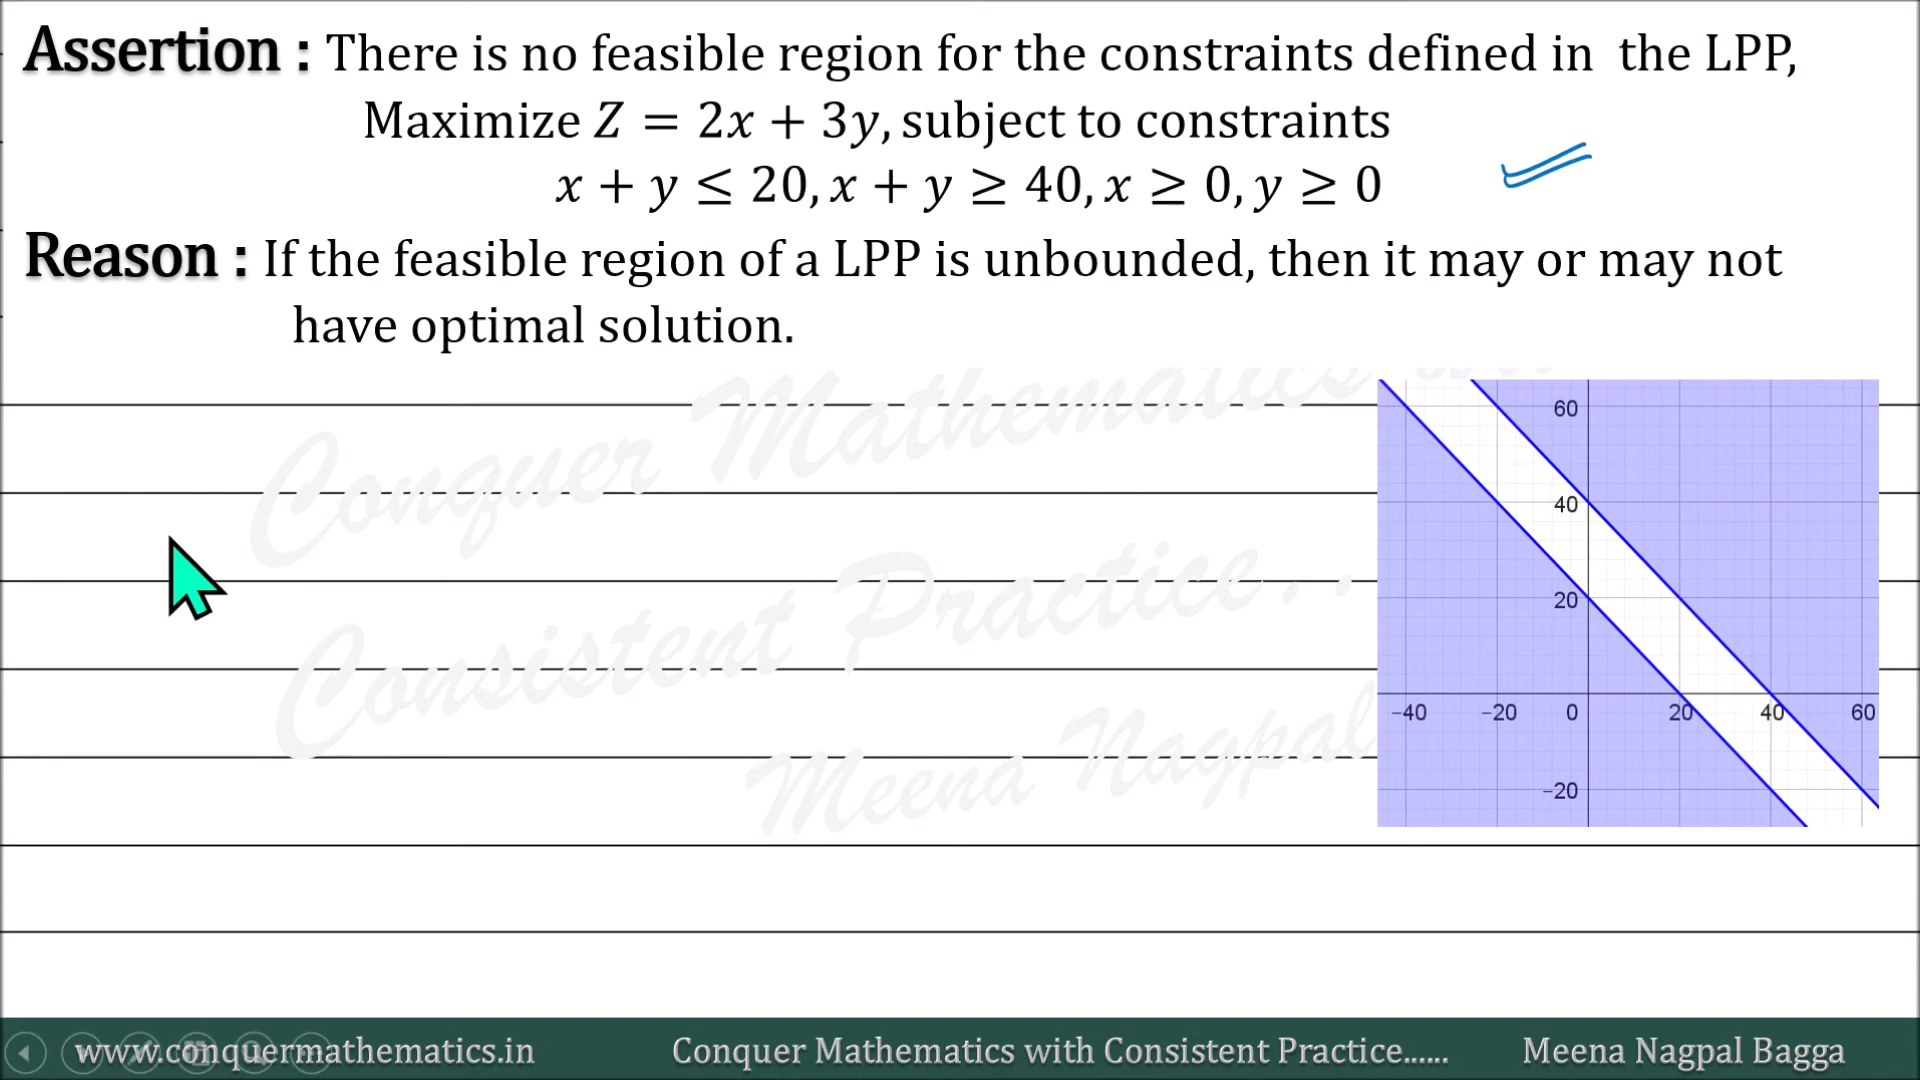 Assertion : There is no feasible region for the constraints defined in the LPP,
Maximize Z = 2x + 3y, subject to constraints
x + y ≤ 20, x + y ≥ 40, x ≥ 0, y ≥ 0
Reason : If the feasible region of a LPP is unbounded, then it may or may not
have optimal solution.
Conquer Mathematics
Consistent Practice. . .
Meena Nagpal
60
40
20
−40 −20 0 20 40 60
−20
www.conquermathematics.in Conquer Mathematics with Consistent Practice...... Meena Nagpal Bagga